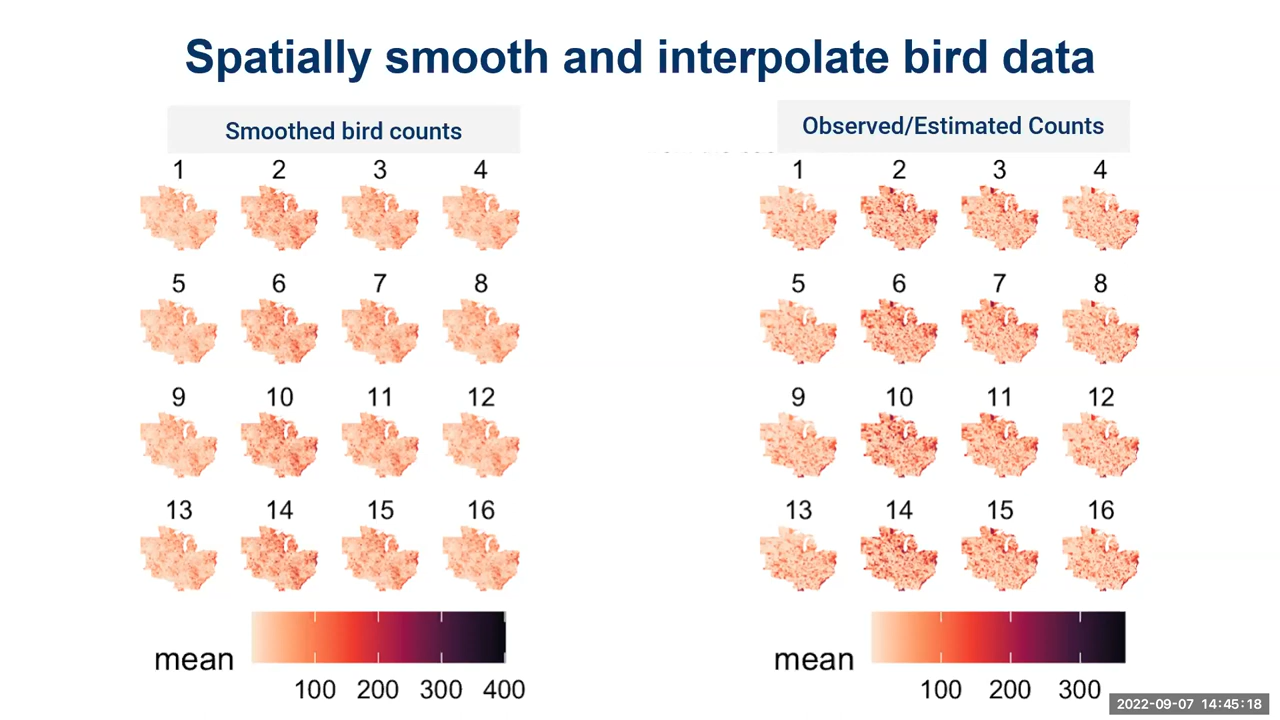 Spatially smooth and interpolate bird data
Smoothed bird counts
1 2 3 4
5 6 7 8
9 10 11 12
13 14 15 16
mean
100 200 300 400
Observed/Estimated Counts
1 2 3 4
5 6 7 8
9 10 11 12
13 14 15 16
mean
100 200 300
2022-09-07 14:45:18